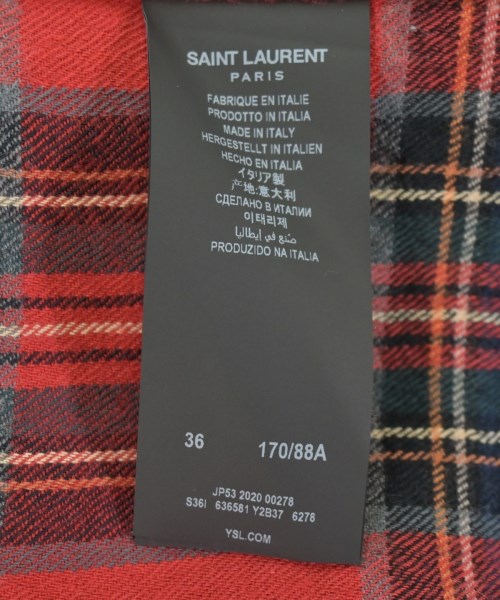 SAINT LAURENT
PARIS
FABRIQUE EN ITALIE
PRODOTTO IN ITALIA
MADE IN ITALY
HERGESTELLT IN ITALIEN
HECHO EN ITALIA
イタリア製
产地:意大利
СДЕЛАНО В ИТАЛИИ
이태리제
صنع في إيطاليا
PRODUZIDO NA ITALIA
36 170/88A
JP53 2020 00278
S36I 636581 Y2B37 6278
YSL.COM